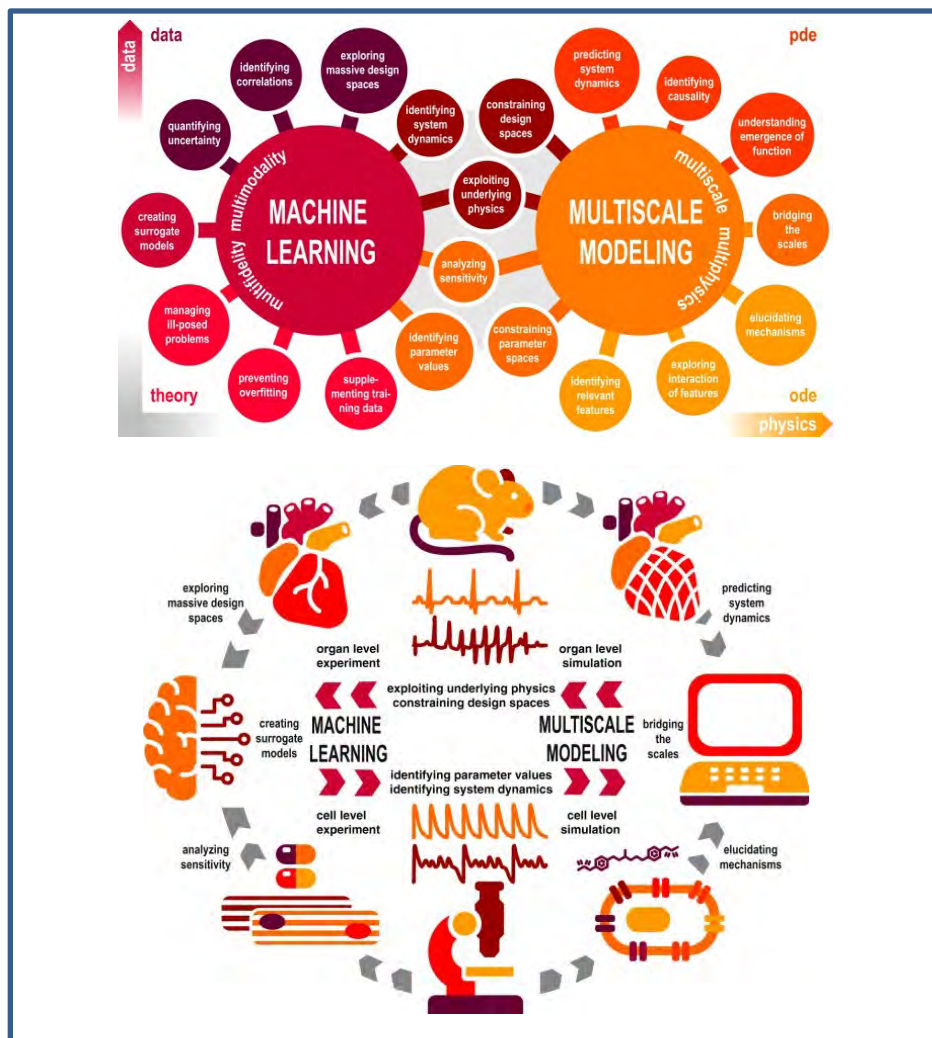 data
data
pde
identifying
correlations
exploring
massive design
spaces
quantifying
uncertainty
creating
surrogate
models
managing
ill-posed
problems
preventing
overfitting
supple-
menting trai-
ning data
theory
multimodality
multifidelity
MACHINE
LEARNING
identifying
system
dynamics
constraining
design
spaces
exploiting
underlying
physics
analyzing
sensitivity
identifying
parameter
values
constraining
parameter
spaces
predicting
system
dynamics
identifying
causality
understanding
emergence of
function
multiscale
multiphysics
MULTISCALE
MODELING
bridging
the
scales
elucidating
mechanisms
exploring
interaction
of features
identifying
relevant
features
ode
physics
exploring
massive design
spaces
predicting
system
dynamics
organ level
experiment
organ level
simulation
exploiting underlying physics
constraining design spaces
creating
surrogate
models
MACHINE
LEARNING
MULTISCALE
MODELING
bridging
the
scales
identifying parameter values
identifying system dynamics
cell level
experiment
cell level
simulation
analyzing
sensitivity
elucidating
mechanisms